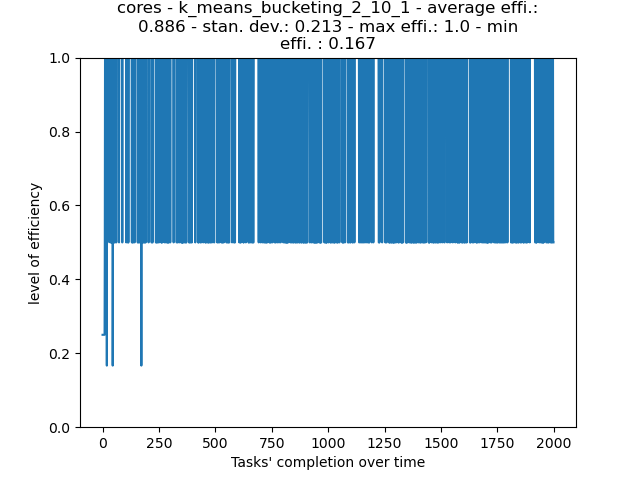 cores - k_means_bucketing_2_10_1 - average effi.:
0.886 - stan. dev.: 0.213 - max effi.: 1.0 - min
effi. : 0.167
1.0
0.8
0.6
0.4
0.2
0.0
level of efficiency
0 250 500 750 1000 1250 1500 1750 2000
Tasks' completion over time